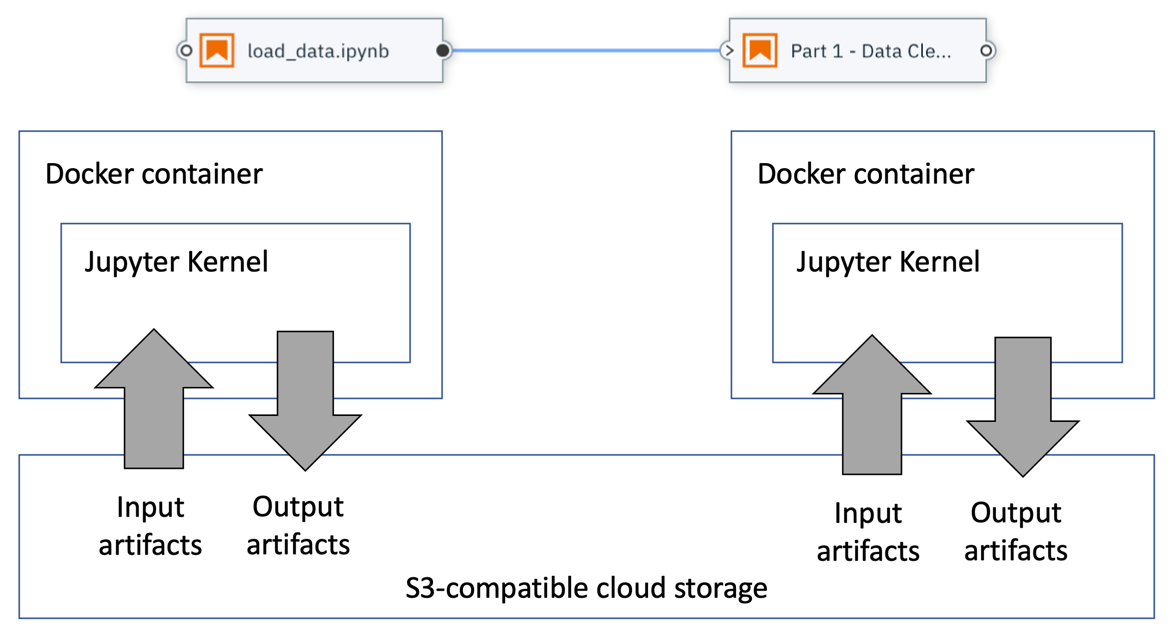 load_data.ipynb
Part 1 - Data Cle...
Docker container
Docker container
Jupyter Kernel
Jupyter Kernel
Input
artifacts
Output
artifacts
Input
artifacts
Output
artifacts
S3-compatible cloud storage